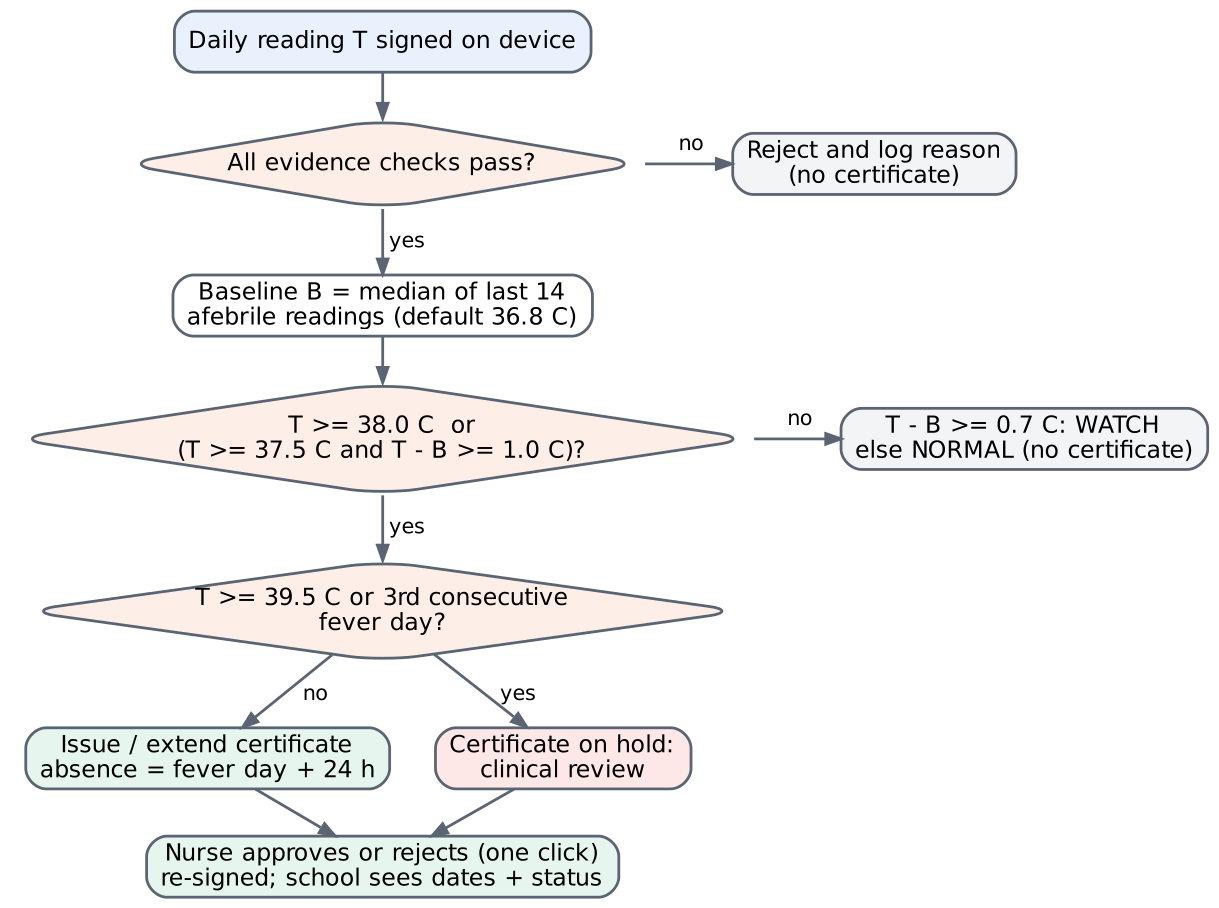 Daily reading T signed on device
All evidence checks pass?
no
Reject and log reason
(no certificate)
yes
Baseline B = median of last 14
afebrile readings (default 36.8 C)
T >= 38.0 C  or
(T >= 37.5 C and T - B >= 1.0 C)?
no
T - B >= 0.7 C: WATCH
else NORMAL (no certificate)
yes
T >= 39.5 C or 3rd consecutive
fever day?
no
yes
Issue / extend certificate
absence = fever day + 24 h
Certificate on hold:
clinical review
Nurse approves or rejects (one click)
re-signed; school sees dates + status